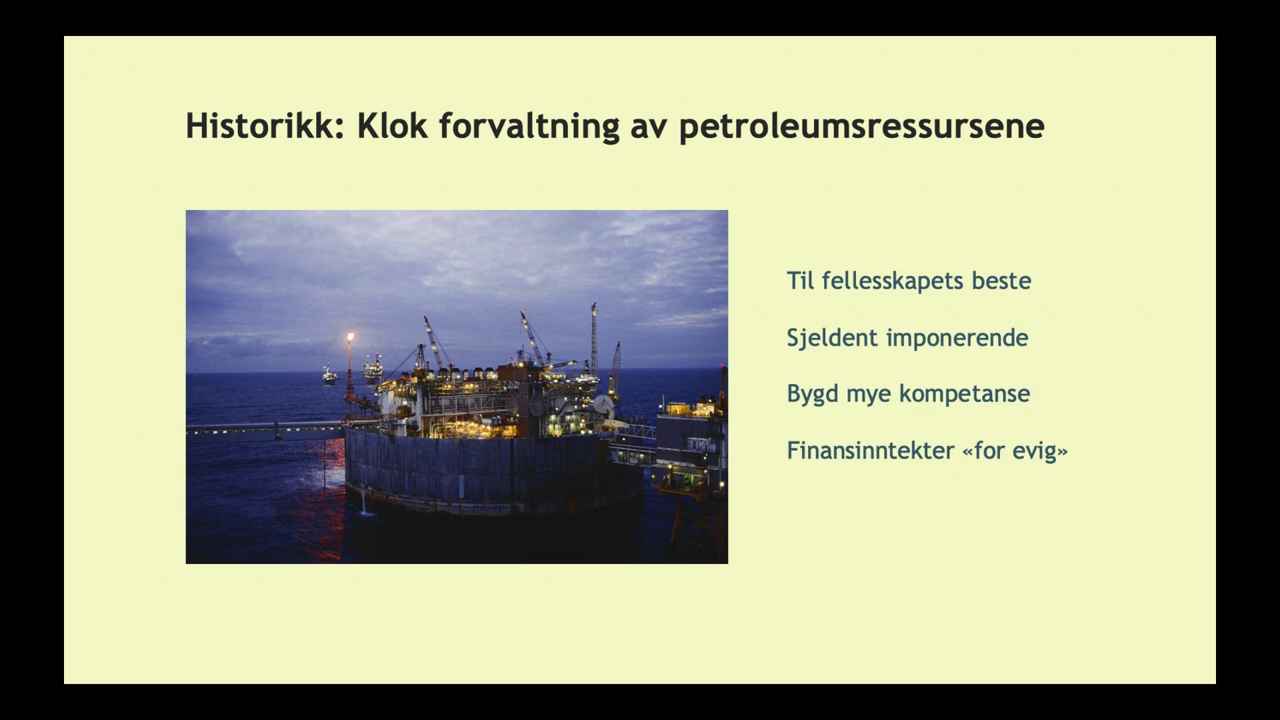 Historikk: Klok forvaltning av petroleumsressursene
Til fellesskapets beste
Sjeldent imponerende
Bygd mye kompetanse
Finansinntekter «for evig»